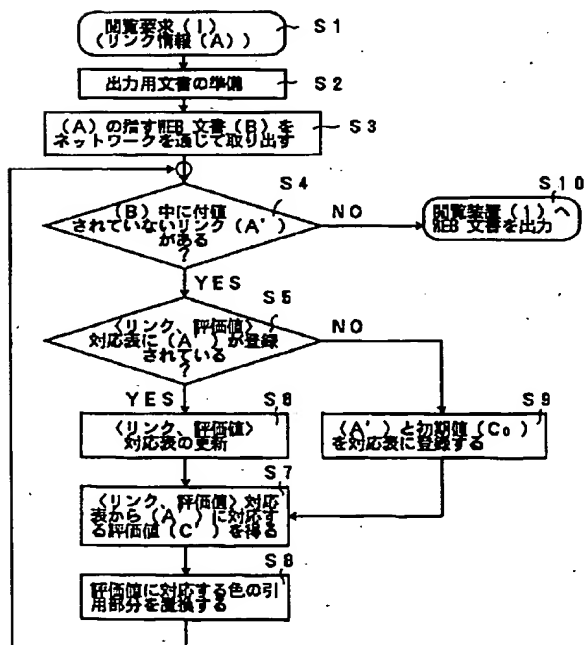 閲覧要求(1)
(リンク情報(A))
S1
出力用文書の準備
S2
(A)の指すWEB文書(B)を
ネットワークを通じて取り出す
S3
S4
(B)中に付値
されていないリンク(A')
がある
?
NO
S10
閲覧装置(1)へ
WEB文書を出力
YES
S5
〈リンク、評価値〉
対応表に(A')が登録
されている
?
NO
YES
S6
〈リンク、評価値〉
対応表の更新
S9
(A')と初期値(C₀)
を対応表に登録する
S7
〈リンク、評価値〉対応
表から(A')に対応す
る評価値(C')を得る
S8
評価値に対応する色の引
用部分を置換する